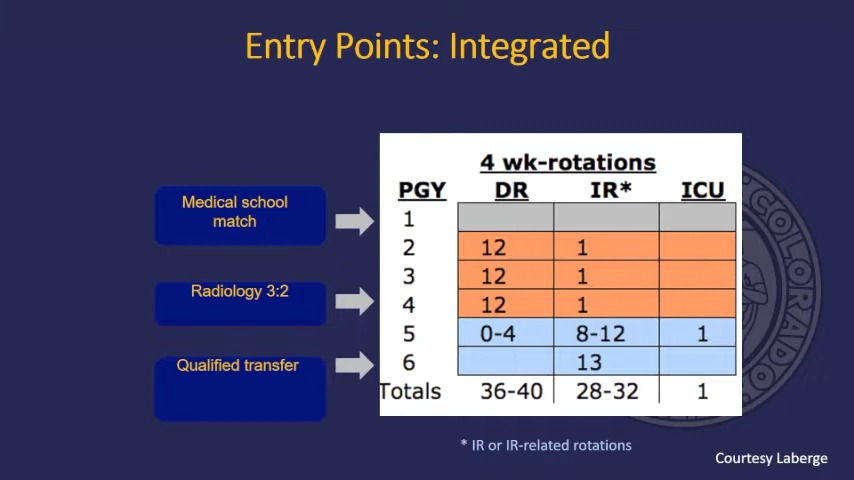 Entry Points: Integrated
Medical school
match
Radiology 3:2
Qualified transfer
4 wk-rotations
PGY DR IR* ICU
1
2 12 1
3 12 1
4 12 1
5 0-4 8-12 1
6 13
Totals 36-40 28-32 1
* IR or IR-related rotations
COLORADO
Courtesy Laberge